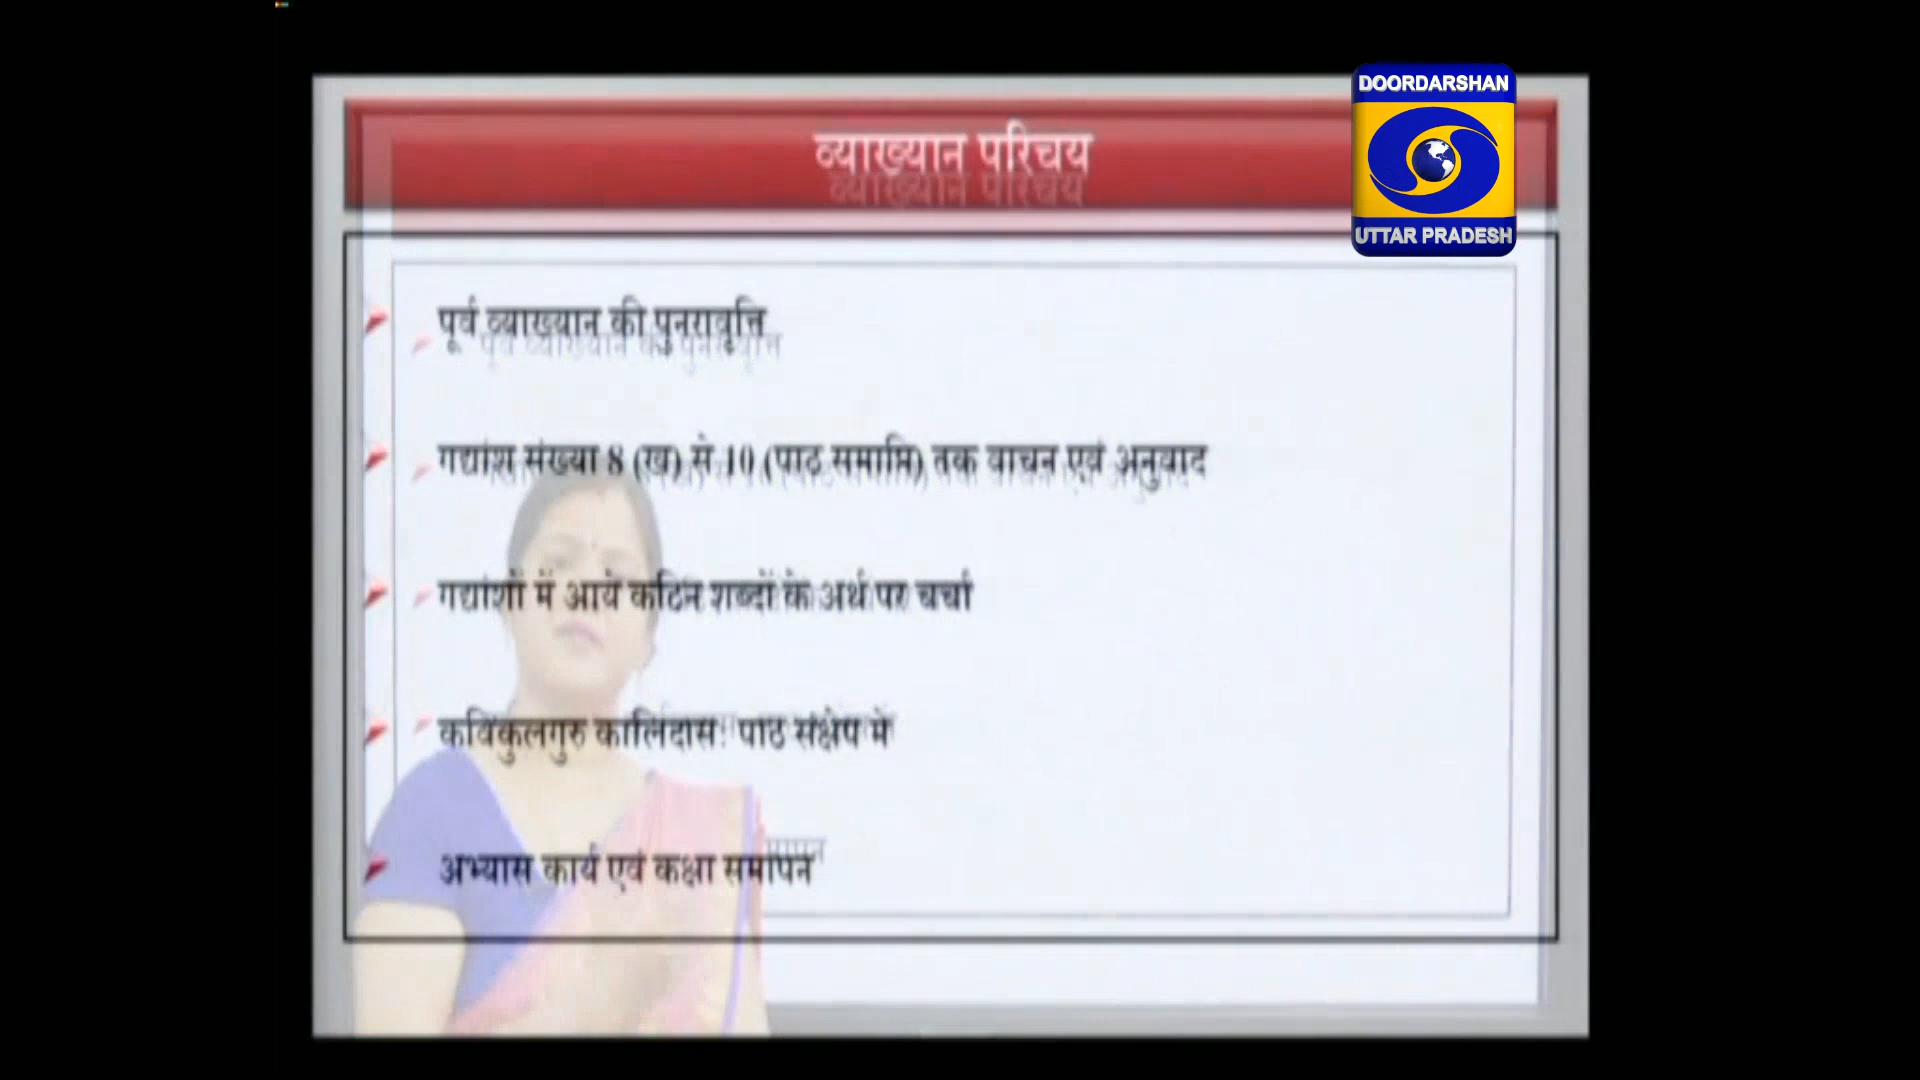 DOORDARSHAN
UTTAR PRADESH
व्याख्यान परिचय
पूर्व व्याख्यान की पुनरावृत्ति
गद्यांश संख्या 8 (ख) से 10 (पाठ समाप्ति) तक वाचन एवं अनुवाद
गद्यांशों में आये कठिन शब्दों के अर्थ पर चर्चा
कविकुलगुरु कालिदासः पाठ संक्षेप में
अभ्यास कार्य एवं कक्षा समापन